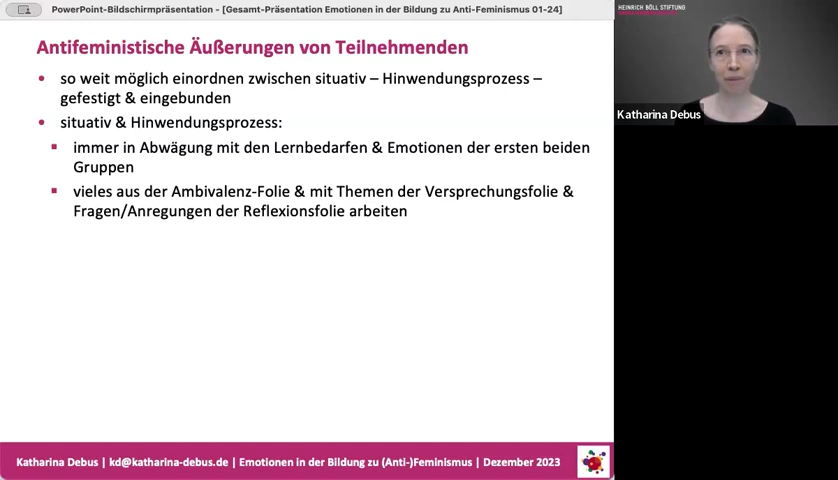 PowerPoint-Bildschirmpräsentation - [Gesamt-Präsentation Emotionen in der Bildung zu Anti-Feminismus 01-24]
HEINRICH BÖLL STIFTUNG
Antifeministische Äußerungen von Teilnehmenden
• so weit möglich einordnen zwischen situativ – Hinwendungsprozess –
gefestigt & eingebunden
• situativ & Hinwendungsprozess:
▪ immer in Abwägung mit den Lernbedarfen & Emotionen der ersten beiden
Gruppen
▪ vieles aus der Ambivalenz-Folie & mit Themen der Versprechungsfolie &
Fragen/Anregungen der Reflexionsfolie arbeiten
Katharina Debus
Katharina Debus | kd@katharina-debus.de | Emotionen in der Bildung zu (Anti-)Feminismus | Dezember 2023